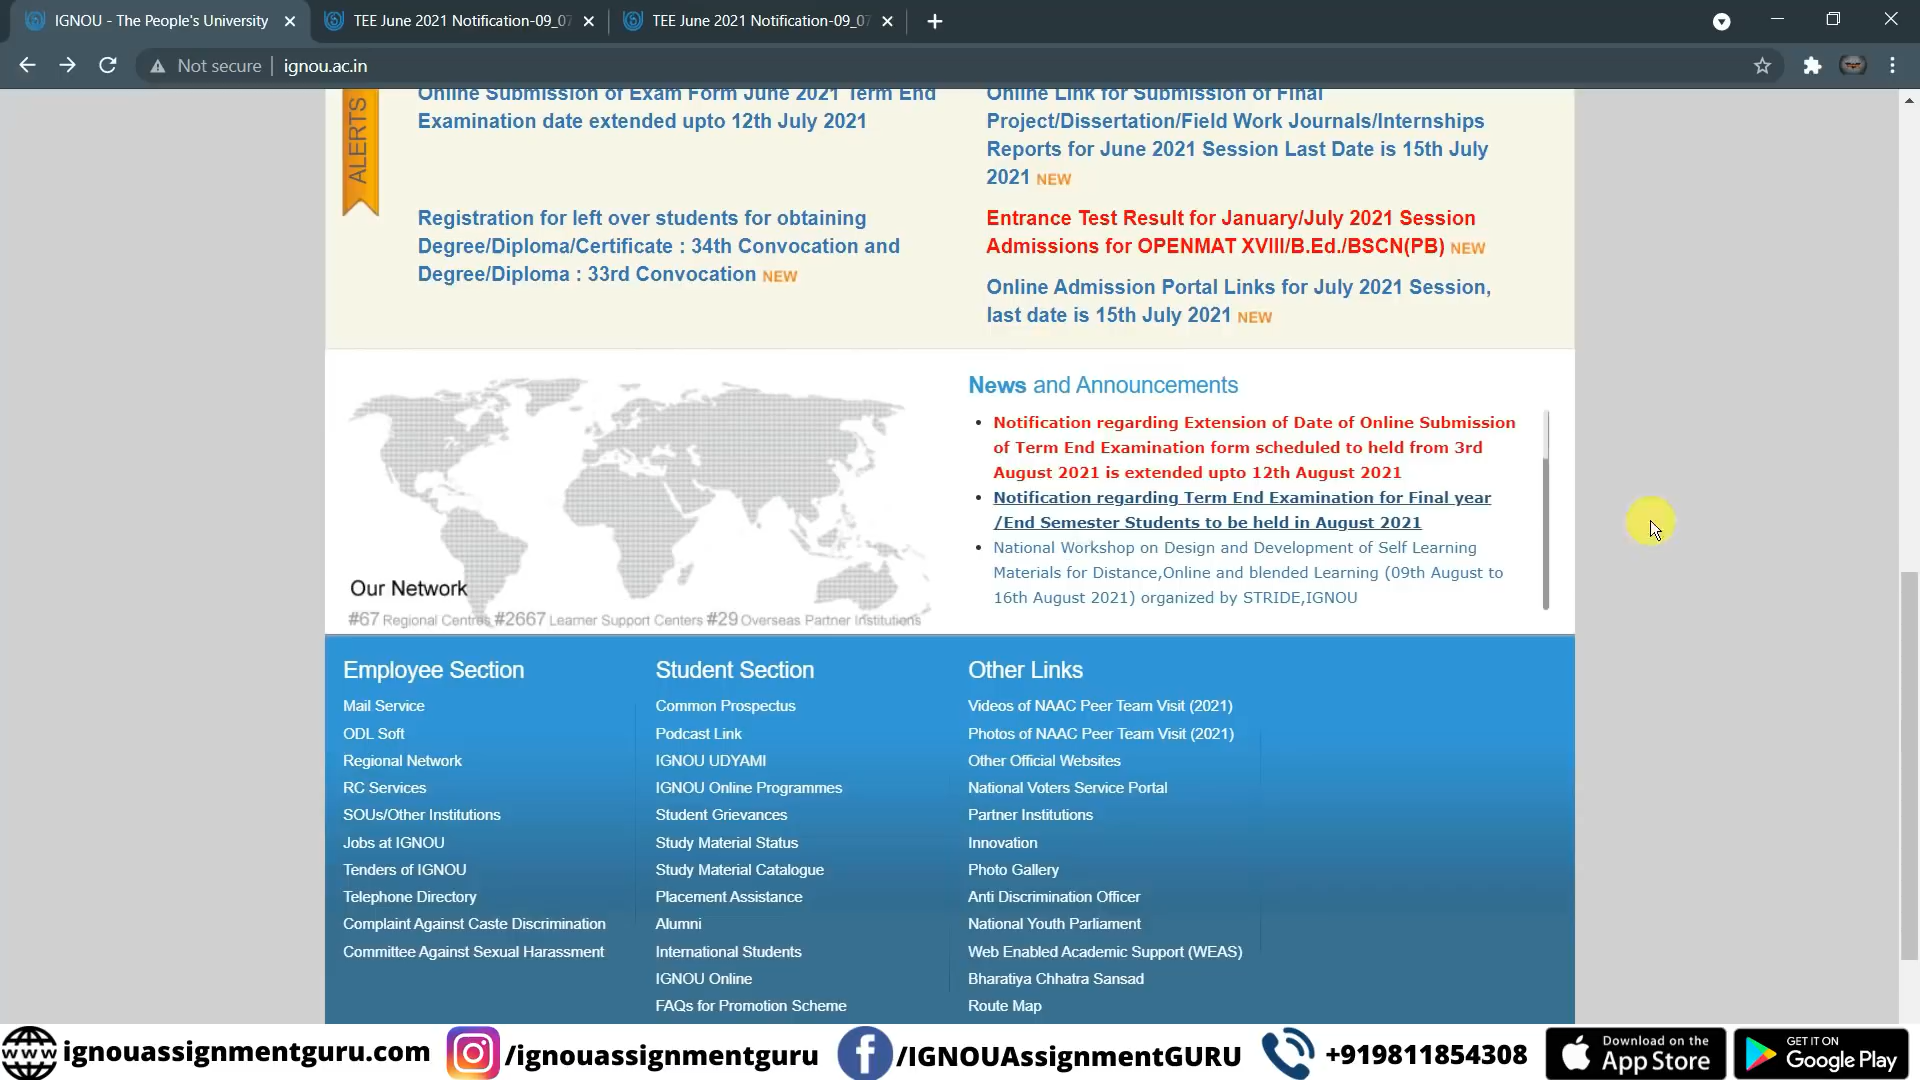 IGNOU - The People's University
TEE June 2021 Notification-09_07
TEE June 2021 Notification-09_07
Not secure
ignou.ac.in
ALERTS
Online Submission of Exam Form June 2021 Term End
Examination date extended upto 12th July 2021
Registration for left over students for obtaining
Degree/Diploma/Certificate : 34th Convocation and
Degree/Diploma : 33rd Convocation NEW
Online Link for Submission of Final
Project/Dissertation/Field Work Journals/Internships
Reports for June 2021 Session Last Date is 15th July
2021 NEW
Entrance Test Result for January/July 2021 Session
Admissions for OPENMAT XVIII/B.Ed./BSCN(PB) NEW
Online Admission Portal Links for July 2021 Session,
last date is 15th July 2021 NEW
Our Network
#67 Regional Centres #2667 Learner Support Centers #29 Overseas Partner Institutions
News and Announcements
Notification regarding Extension of Date of Online Submission
of Term End Examination form scheduled to held from 3rd
August 2021 is extended upto 12th August 2021
Notification regarding Term End Examination for Final year
/End Semester Students to be held in August 2021
National Workshop on Design and Development of Self Learning
Materials for Distance,Online and blended Learning (09th August to
16th August 2021) organized by STRIDE,IGNOU
Employee Section
Mail Service
ODL Soft
Regional Network
RC Services
SOUs/Other Institutions
Jobs at IGNOU
Tenders of IGNOU
Telephone Directory
Complaint Against Caste Discrimination
Committee Against Sexual Harassment
Student Section
Common Prospectus
Podcast Link
IGNOU UDYAMI
IGNOU Online Programmes
Student Grievances
Study Material Status
Study Material Catalogue
Placement Assistance
Alumni
International Students
IGNOU Online
FAQs for Promotion Scheme
Other Links
Videos of NAAC Peer Team Visit (2021)
Photos of NAAC Peer Team Visit (2021)
Other Official Websites
National Voters Service Portal
Partner Institutions
Innovation
Photo Gallery
Anti Discrimination Officer
National Youth Parliament
Web Enabled Academic Support (WEAS)
Bharatiya Chhatra Sansad
Route Map
www ignouassignmentguru.com
/ignouassignmentguru
/IGNOUAssignmentGURU
+919811854308
Download on the
App Store
GET IT ON
Google Play